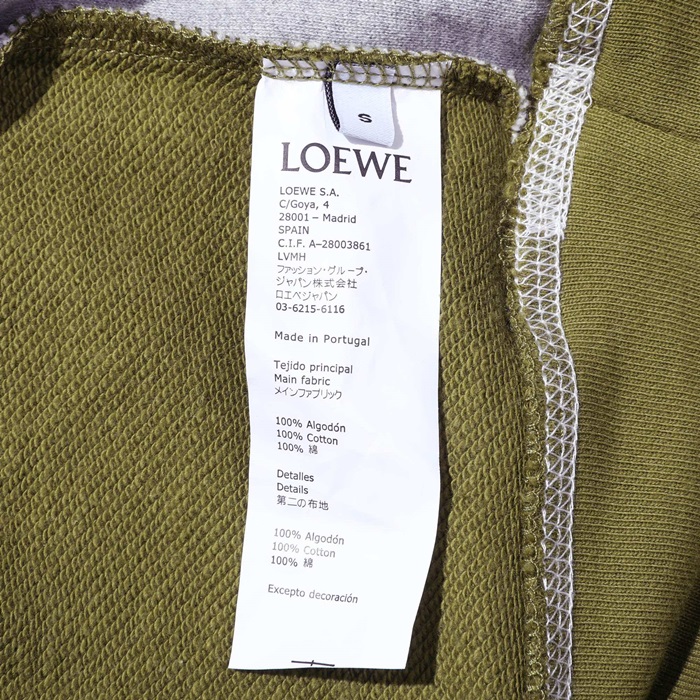 S
LOEWE
LOEWE S.A.
C/Goya, 4
28001 – Madrid
SPAIN
C.I.F. A–28003861
LVMH
ファッション・グループ・
ジャパン株式会社
ロエベジャパン
03-6215-6116
Made in Portugal
Tejido principal
Main fabric
メインファブリック
100% Algodón
100% Cotton
100% 綿
Detalles
Details
第二の布地
100% Algodón
100% Cotton
100% 綿
Excepto decoración